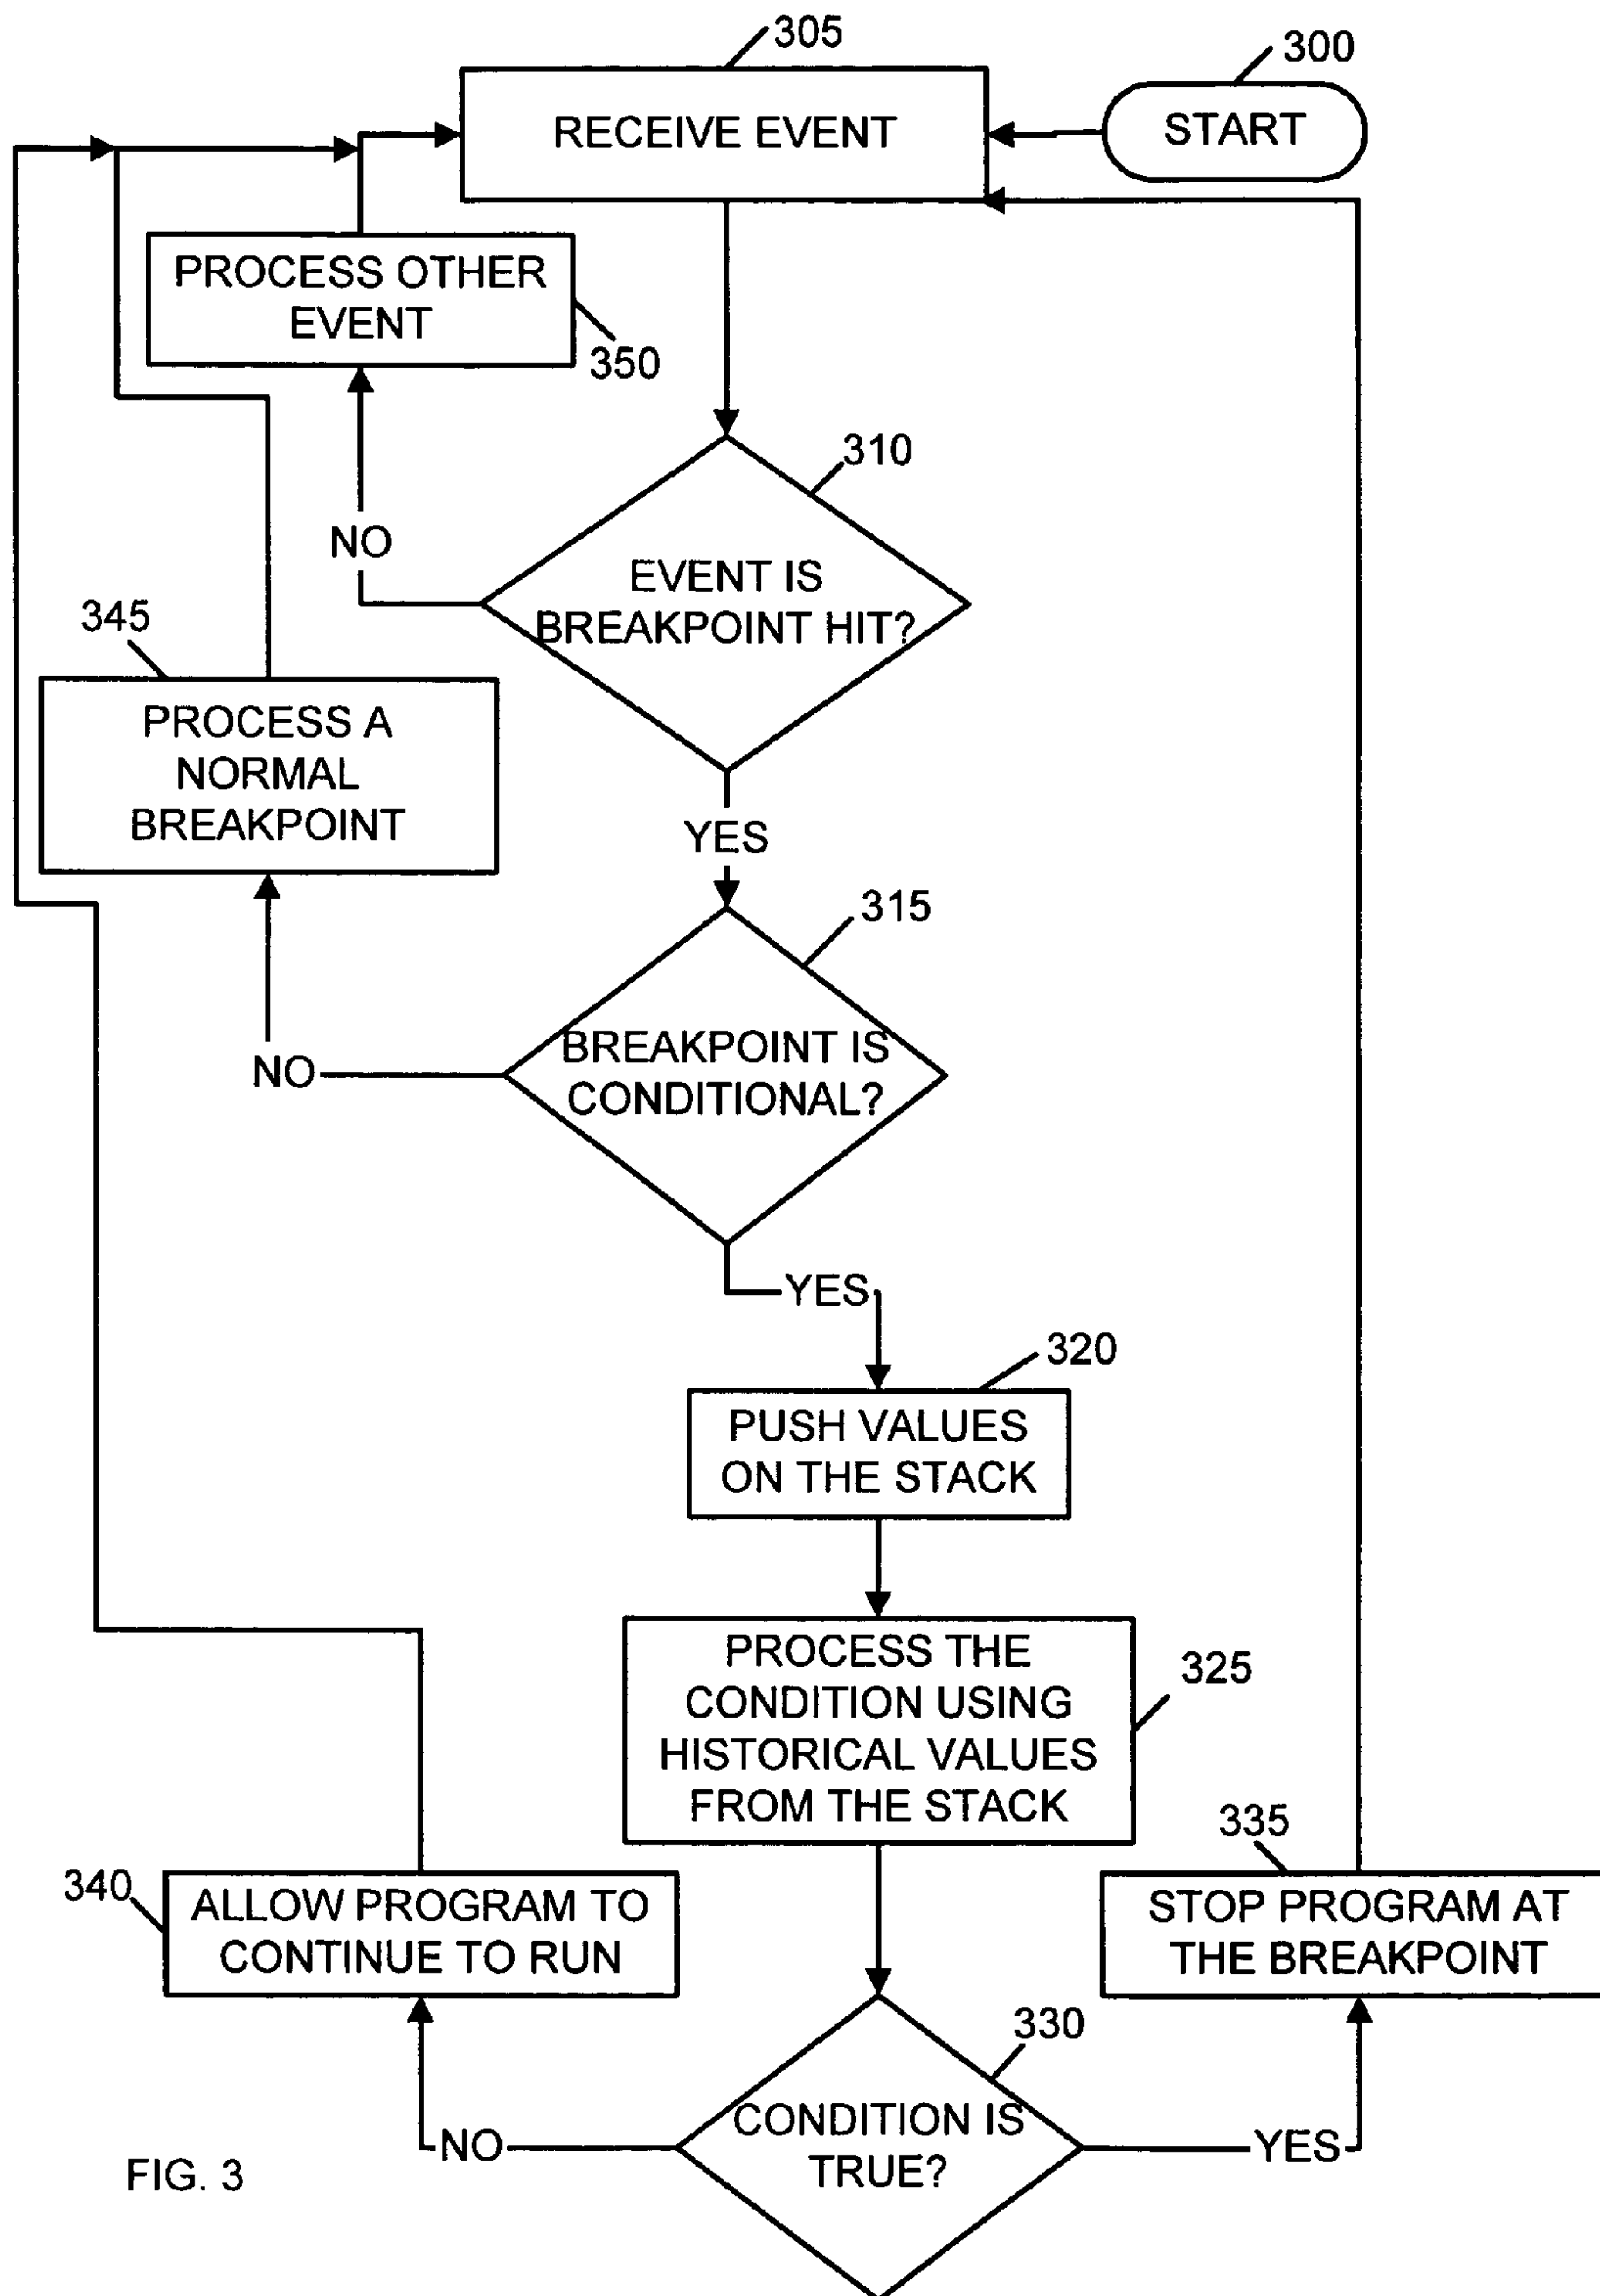 305
300
RECEIVE EVENT
START
PROCESS OTHER
EVENT
350
310
NO
EVENT IS
BREAKPOINT HIT?
345
PROCESS A
NORMAL
BREAKPOINT
YES
315
BREAKPOINT IS
CONDITIONAL?
NO
YES
320
PUSH VALUES
ON THE STACK
PROCESS THE
CONDITION USING
HISTORICAL VALUES
FROM THE STACK
325
335
340
ALLOW PROGRAM TO
CONTINUE TO RUN
STOP PROGRAM AT
THE BREAKPOINT
330
CONDITION IS
TRUE?
NO
YES
FIG. 3